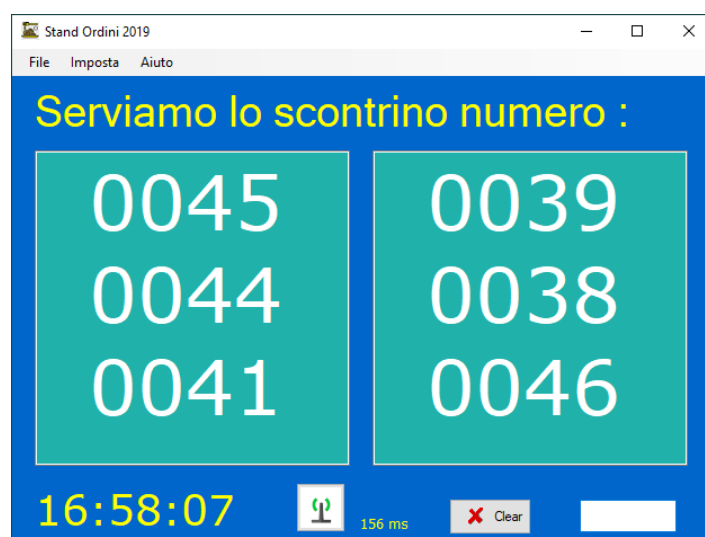 Stand Ordini 2019
File Imposta Aiuto
Serviamo lo scontrino numero :
0045
0044
0041
0039
0038
0046
16:58:07
156 ms
Clear